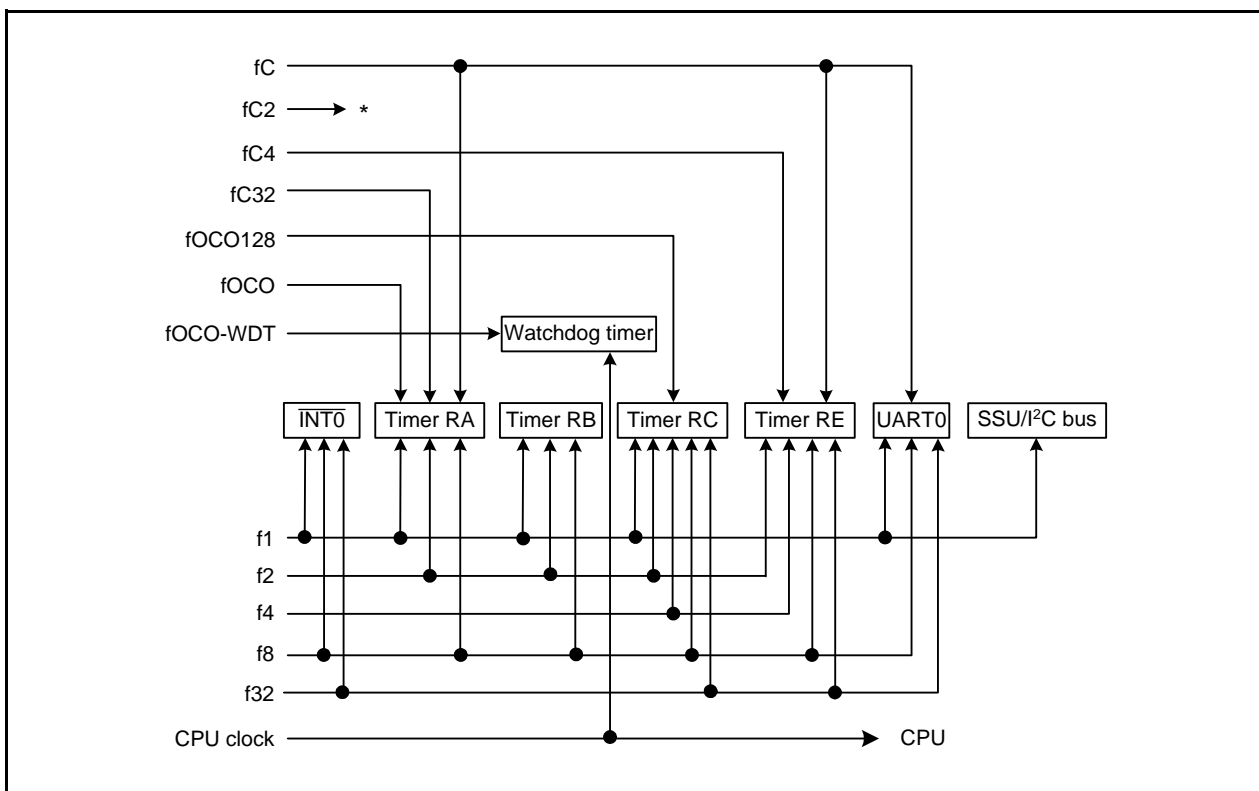 fC
fC2 *
fC4
fC32
fOCO128
fOCO
fOCO-WDT Watchdog timer
INT0 Timer RA Timer RB Timer RC Timer RE UART0 SSU/I²C bus
f1
f2
f4
f8
f32
CPU clock CPU